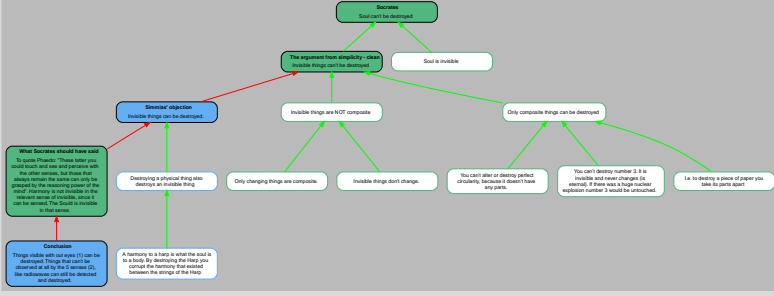 Socrates
Soul can't be destroyed
The argument from simplicity - clean
Invisible things can't be destroyed
Soul is invisible
Simmias' objection
Invisible things can be destroyed.
Invisible things are NOT composite
Only composite things can be destroyed
What Socrates should have said
To quote Phaedo: "These latter you
could touch and see and perceive with
the other senses, but those that
always remain the same can only be
grasped by the reasoning power of the
mind". Harmony is not invisible in the
relevant sense of invisible, since it
can be sensed. The Sould is invisible
in that sense.
Destroying a physical thing also
destroys an invisible thing
Only changing things are composite.
Invisible things don't change.
You can't alter or destroy perfect
circularity, because it doesn't have
any parts.
You can't destroy number 3. It is
invisible and never changes (is
eternal). If there was a huge nuclear
explosion number 3 would be untouched.
I.e. to destroy a piece of paper you
take its parts apart
Conclusion
Things visible with out eyes (1) can be
destroyed. Things that can't be
observed at all by the 5 senses (2),
like radiowaves can still be detected
and destroyed.
A harmony to a harp is what the soul is
to a body. By destroying the Harp you
corrupt the harmony that existed
between the strings of the Harp